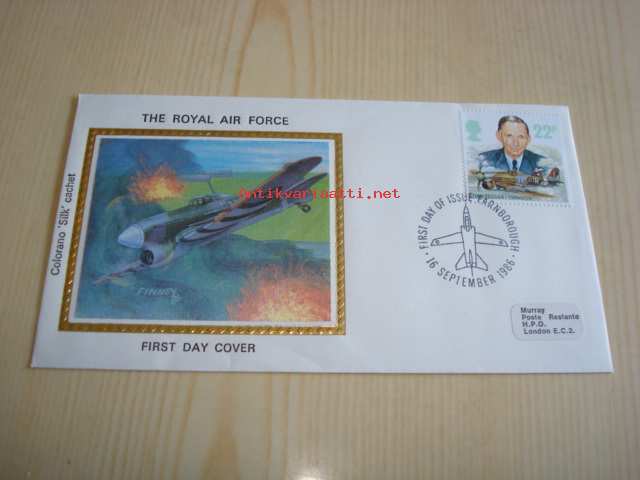 THE ROYAL AIR FORCE
Colorano 'Silk' cachet
antikvariaatti.net
FINNEY
FIRST DAY COVER
22P
FIRST DAY OF ISSUE · FARNBOROUGH ·
16 SEPTEMBER 1986
Murray
Poste Restante
H.P.O.
London E.C.2.